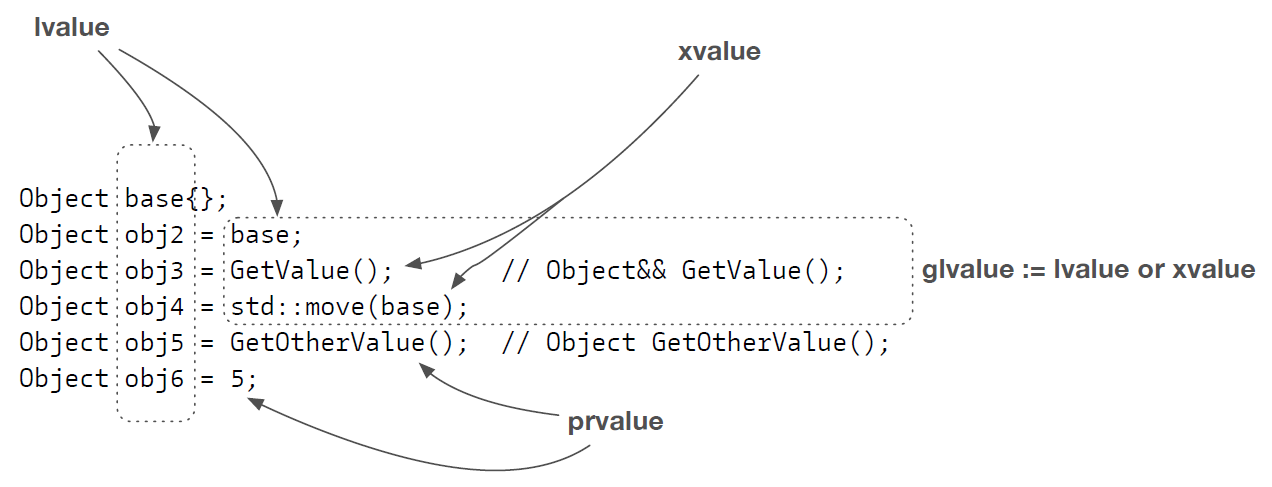 lvalue
xvalue
Object base{};
Object obj2 = base;
Object obj3 = GetValue(); // Object&& GetValue();
glvalue := lvalue or xvalue
Object obj4 = std::move(base);
Object obj5 = GetOtherValue(); // Object GetOtherValue();
Object obj6 = 5;
prvalue